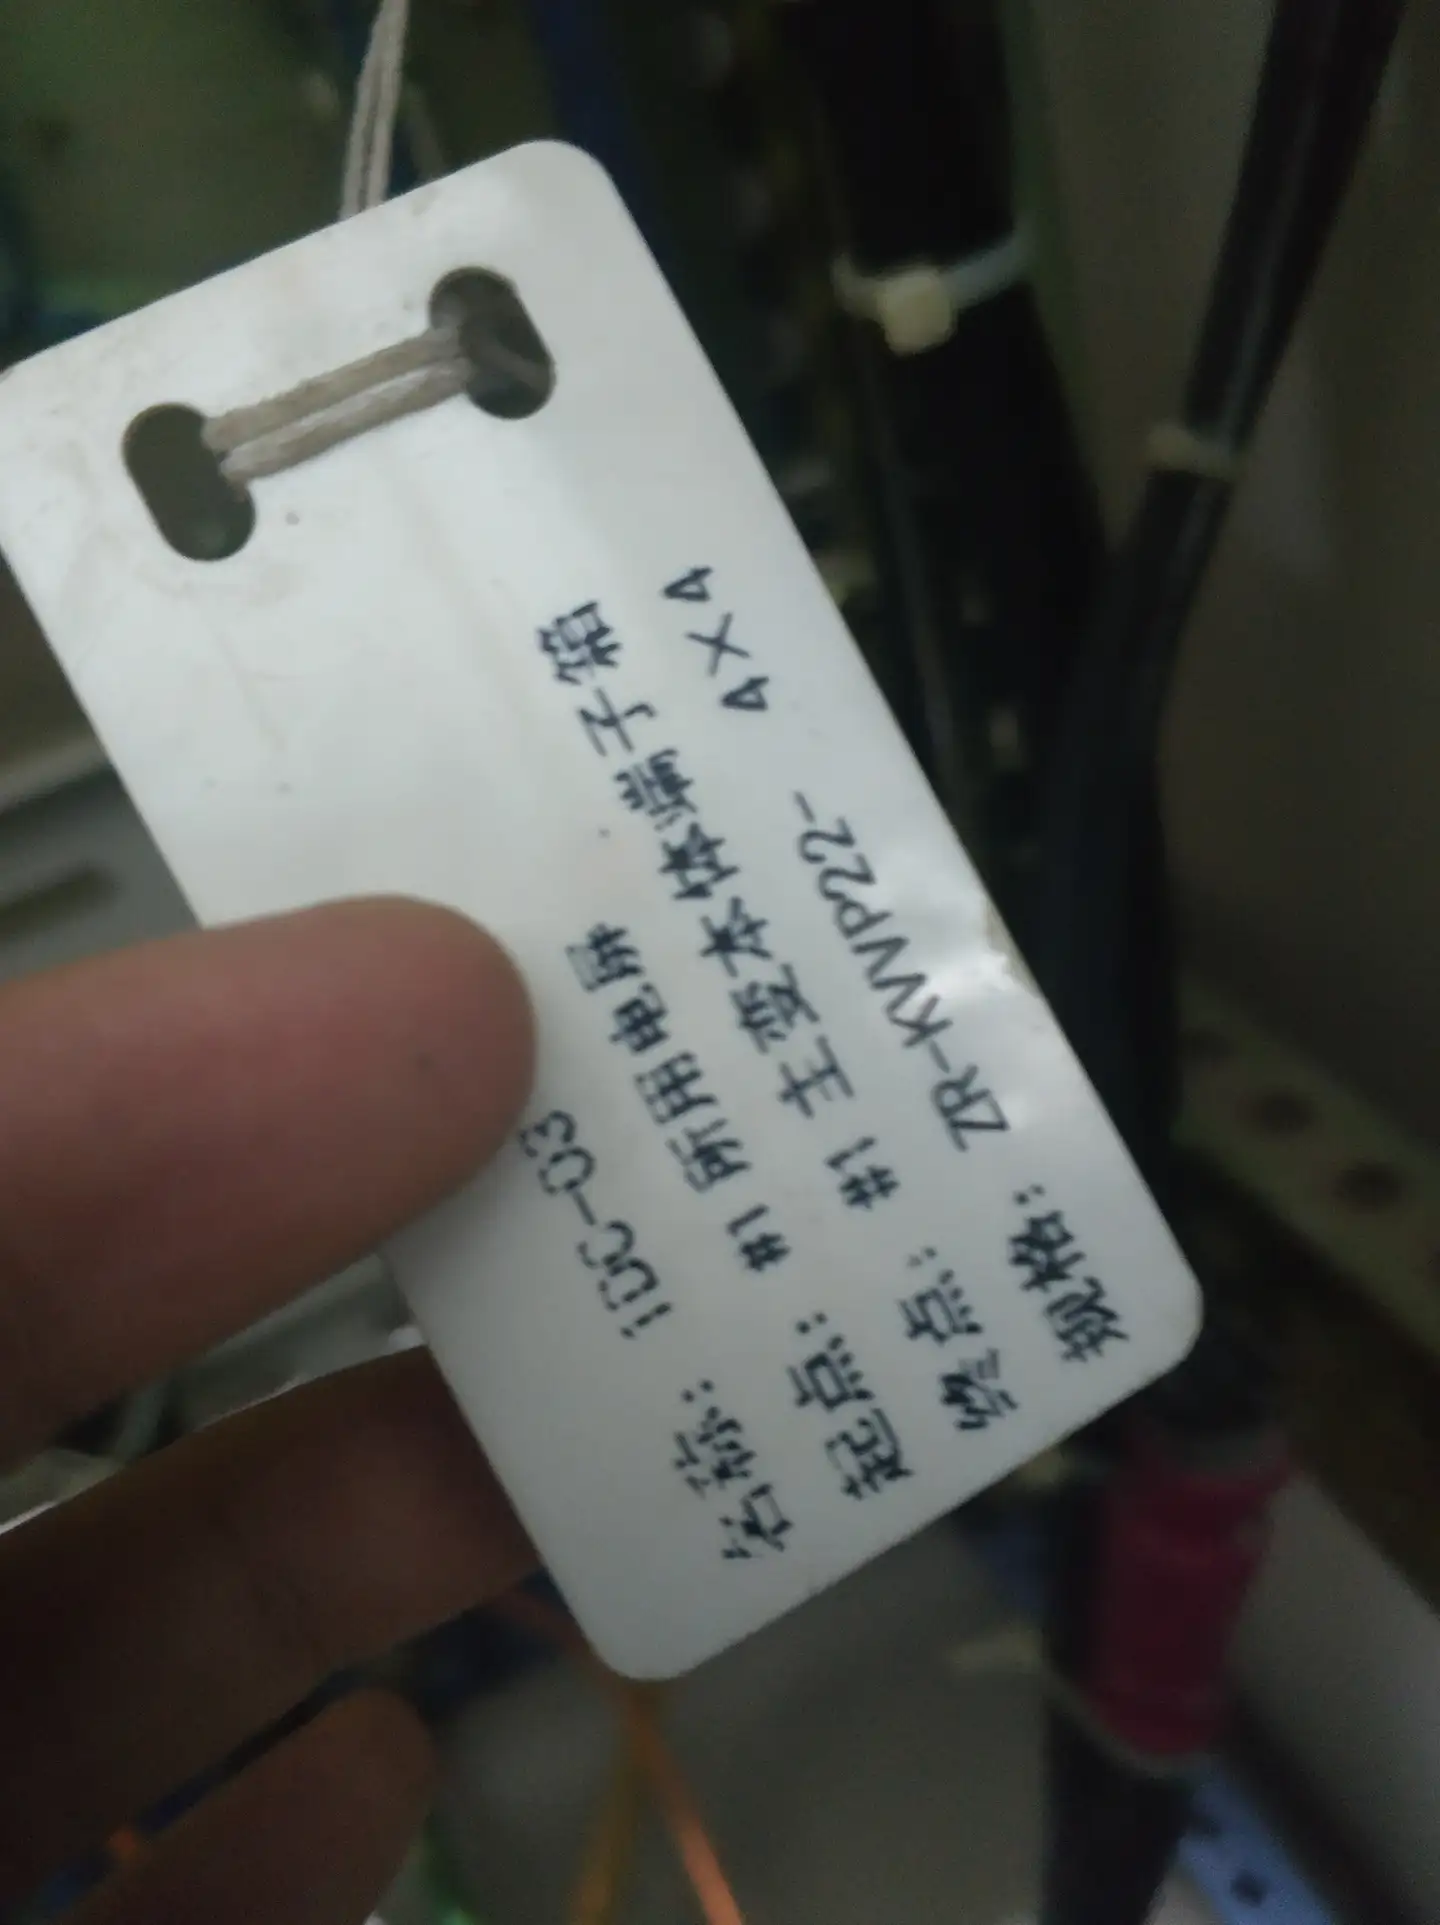 名称: 1DC-03
起点: #1 所用电屏
终点: #1 主变本体端子箱
规格: ZR-KVVP22- 4×4